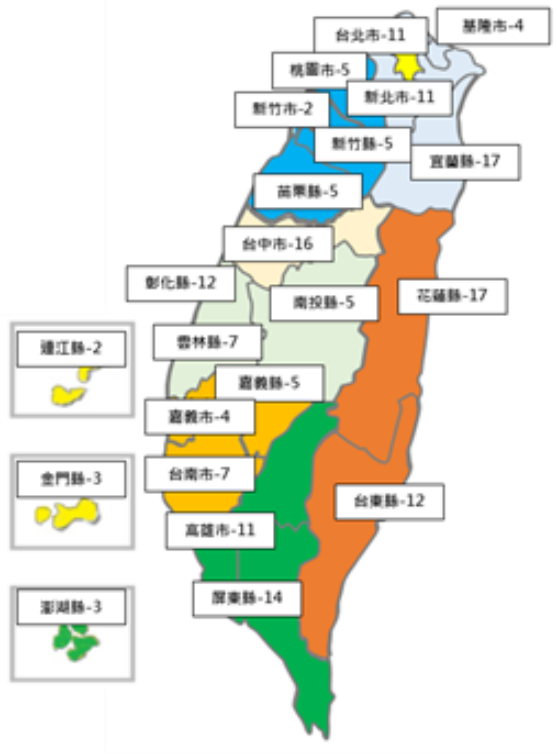 基隆市-4
台北市-11
桃園市-5
新北市-11
新竹市-2
新竹縣-5
宜蘭縣-17
苗栗縣-5
台中市-16
彰化縣-12
南投縣-5
花蓮縣-17
雲林縣-7
連江縣-2
嘉義縣-5
嘉義市-4
台南市-7
金門縣-3
台東縣-12
高雄市-11
屏東縣-14
澎湖縣-3